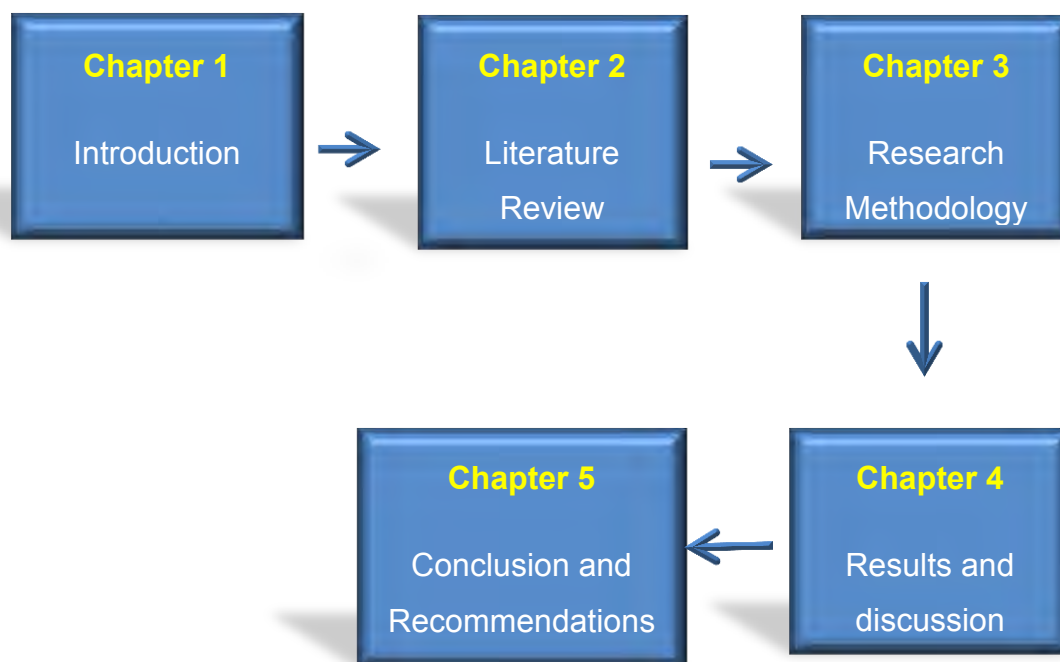 Chapter 1
Introduction
Chapter 2
Literature
Review
Chapter 3
Research
Methodology
Chapter 4
Results and
discussion
Chapter 5
Conclusion and
Recommendations